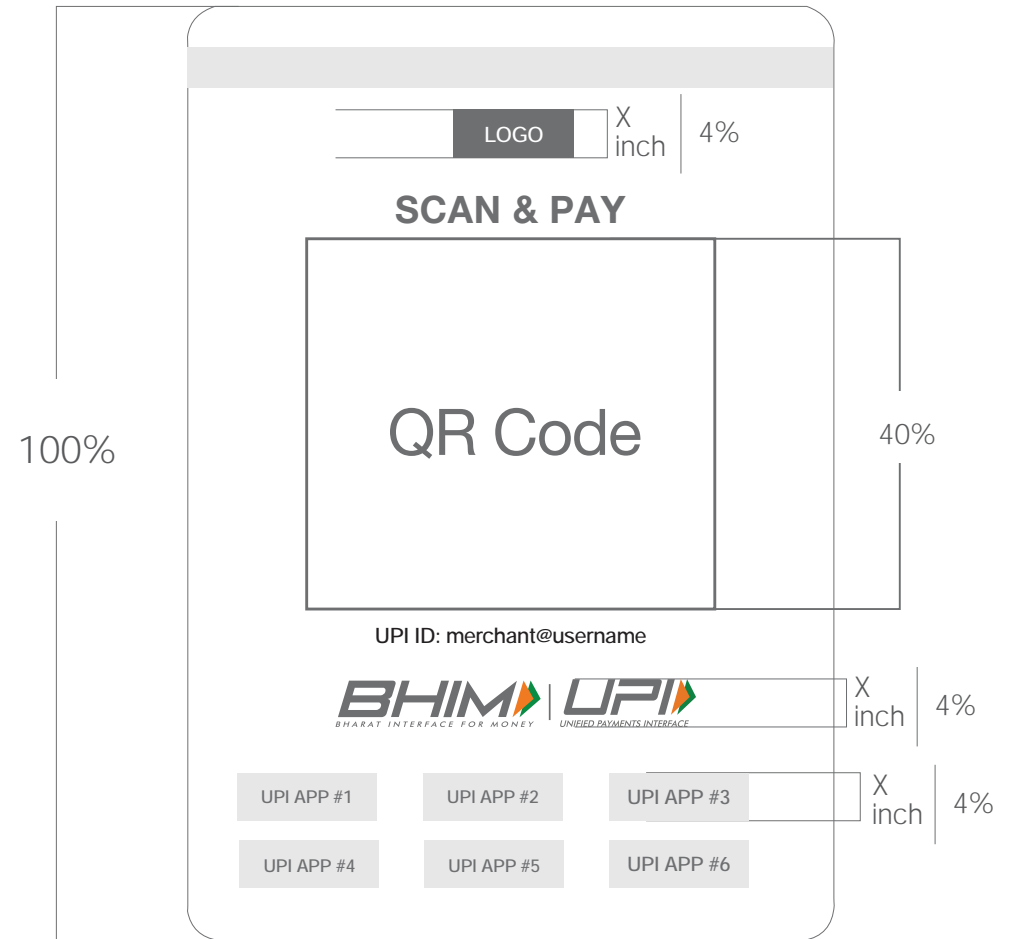 LOGO
X
inch
4%
SCAN & PAY
QR Code
100%
40%
UPI ID: merchant@username
BHIM
BHARAT INTERFACE FOR MONEY
UPI
UNIFIED PAYMENTS INTERFACE
X
inch
4%
UPI APP #1
UPI APP #2
UPI APP #3
X
inch
4%
UPI APP #4
UPI APP #5
UPI APP #6